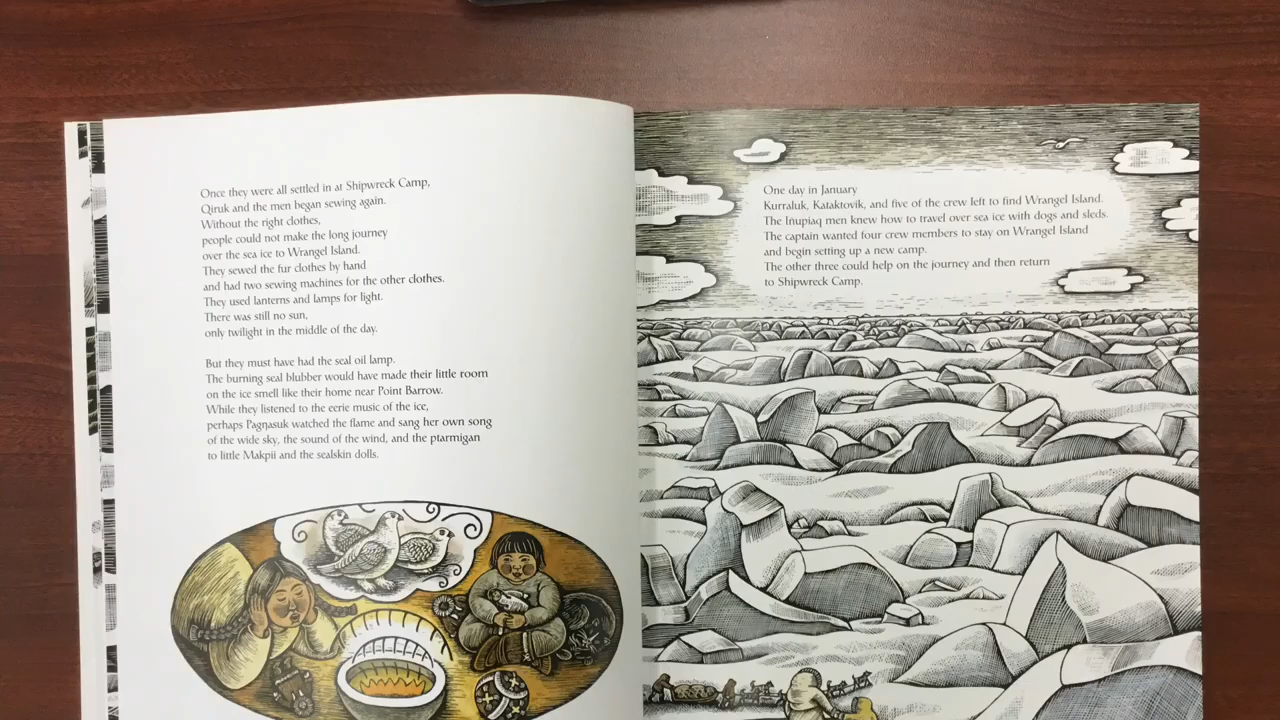 Once they were all settled in at Shipwreck Camp,
Qiruk and the men began sewing again.
Without the right clothes,
people could not make the long journey
over the sea ice to Wrangel Island.
They sewed the fur clothes by hand
and had two sewing machines for the other clothes.
They used lanterns and lamps for light.
There was still no sun,
only twilight in the middle of the day.
But they must have had the seal oil lamp.
The burning seal blubber would have made their little room
on the ice smell like their home near Point Barrow.
While they listened to the eerie music of the ice,
perhaps Pagnasuk watched the flame and sang her own song
of the wide sky, the sound of the wind, and the ptarmigan
to little Makpii and the sealskin dolls.
One day in January
Kurraluk, Kataktovik, and five of the crew left to find Wrangel Island.
The Iñupiaq men knew how to travel over sea ice with dogs and sleds.
The captain wanted four crew members to stay on Wrangel Island
and begin setting up a new camp.
The other three could help on the journey and then return
to Shipwreck Camp.